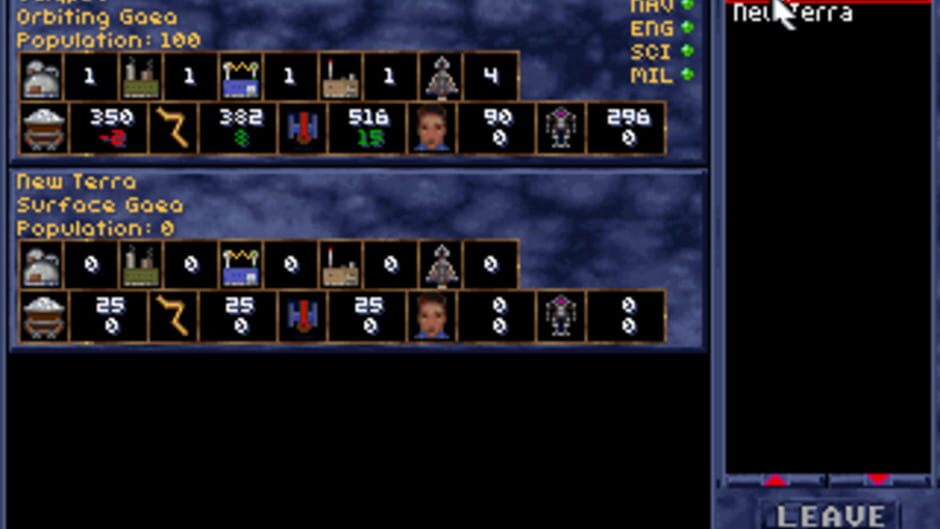 Orbiting Gaea
Population: 100
NAV
ENG
SCI
MIL
1 1 1 1 4
350 382 516 90 296
-2 8 15 0 0
New Terra
Surface Gaea
Population: 0
0 0 0 0 0
25 25 25 0 0
0 0 0 0 0
Terra
LEAVE